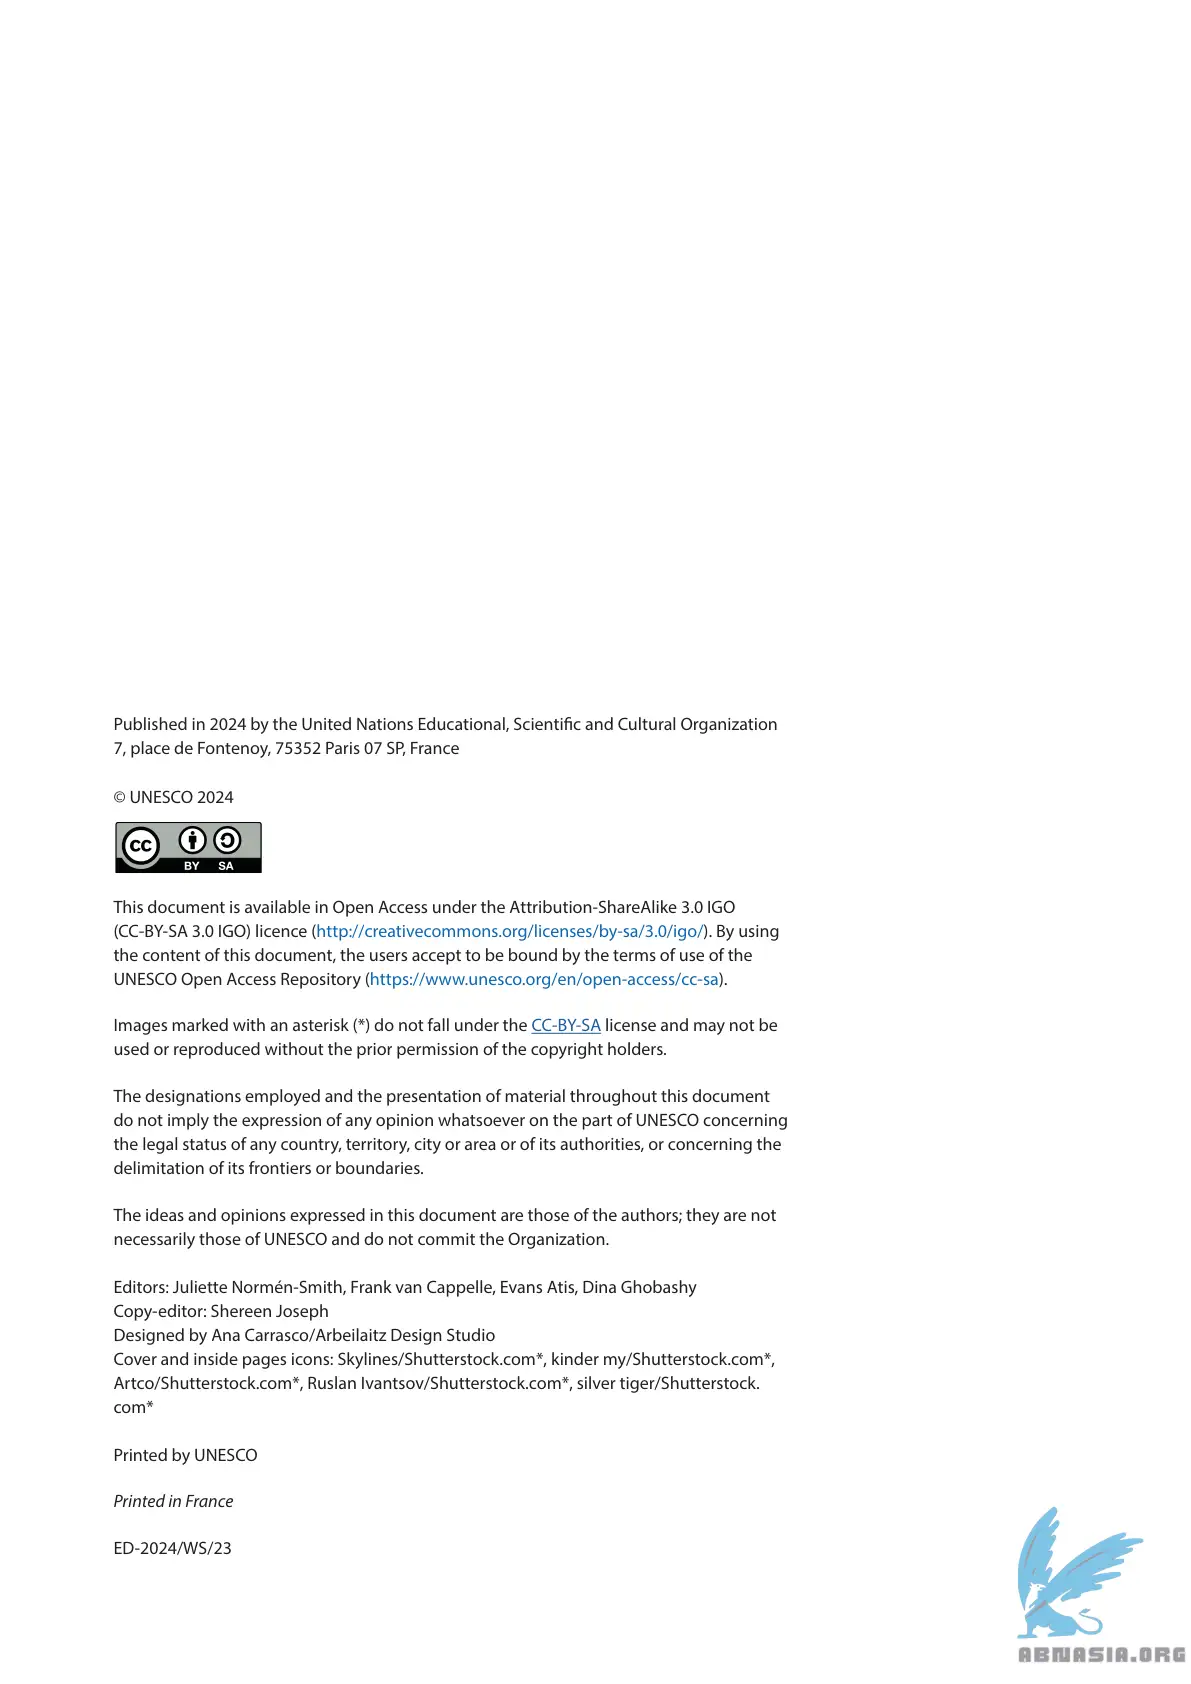 Published in 2024 by the United Nations Educational, Scientific and Cultural Organization
7, place de Fontenoy, 75352 Paris 07 SP, France
© UNESCO 2024
cc
BY SA
This document is available in Open Access under the Attribution-ShareAlike 3.0 IGO
(CC-BY-SA 3.0 IGO) licence (http://creativecommons.org/licenses/by-sa/3.0/igo/). By using
the content of this document, the users accept to be bound by the terms of use of the
UNESCO Open Access Repository (https://www.unesco.org/en/open-access/cc-sa).
Images marked with an asterisk (*) do not fall under the CC-BY-SA license and may not be
used or reproduced without the prior permission of the copyright holders.
The designations employed and the presentation of material throughout this document
do not imply the expression of any opinion whatsoever on the part of UNESCO concerning
the legal status of any country, territory, city or area or of its authorities, or concerning the
delimitation of its frontiers or boundaries.
The ideas and opinions expressed in this document are those of the authors; they are not
necessarily those of UNESCO and do not commit the Organization.
Editors: Juliette Normén-Smith, Frank van Cappelle, Evans Atis, Dina Ghobashy
Copy-editor: Shereen Joseph
Designed by Ana Carrasco/Arbeilaitz Design Studio
Cover and inside pages icons: Skylines/Shutterstock.com*, kinder my/Shutterstock.com*,
Artco/Shutterstock.com*, Ruslan Ivantsov/Shutterstock.com*, silver tiger/Shutterstock.
com*
Printed by UNESCO
Printed in France
ED-2024/WS/23
ABNASIA.ORG